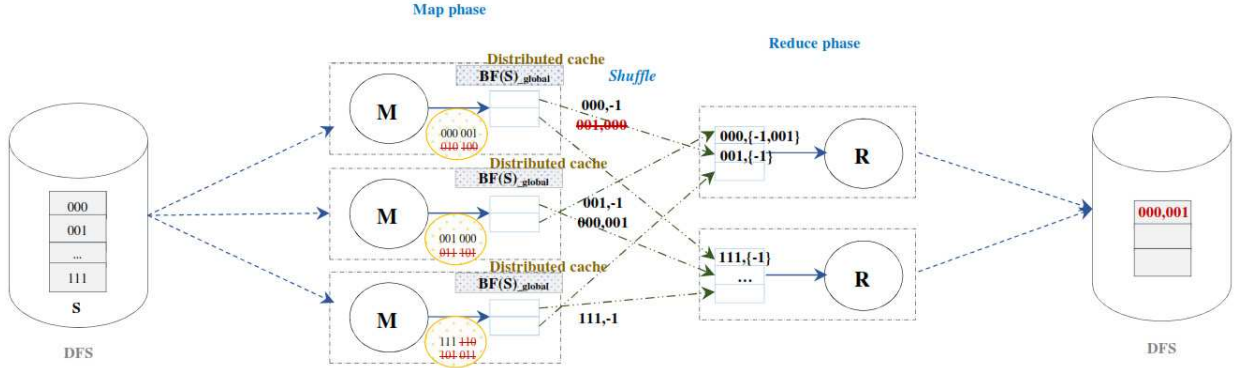 Map phase
Reduce phase
Distributed cache
BF(S)_global
Shuffle
M
000 001
010 100
000,-1
001,000
Distributed cache
BF(S)_global
M
001 000
011 101
001,-1
000,001
Distributed cache
BF(S)_global
M
111 110
101 011
111,-1
000
001
...
111
S
DFS
000,{-1,001}
001,{-1}
R
111,{-1}
...
R
000,001
DFS